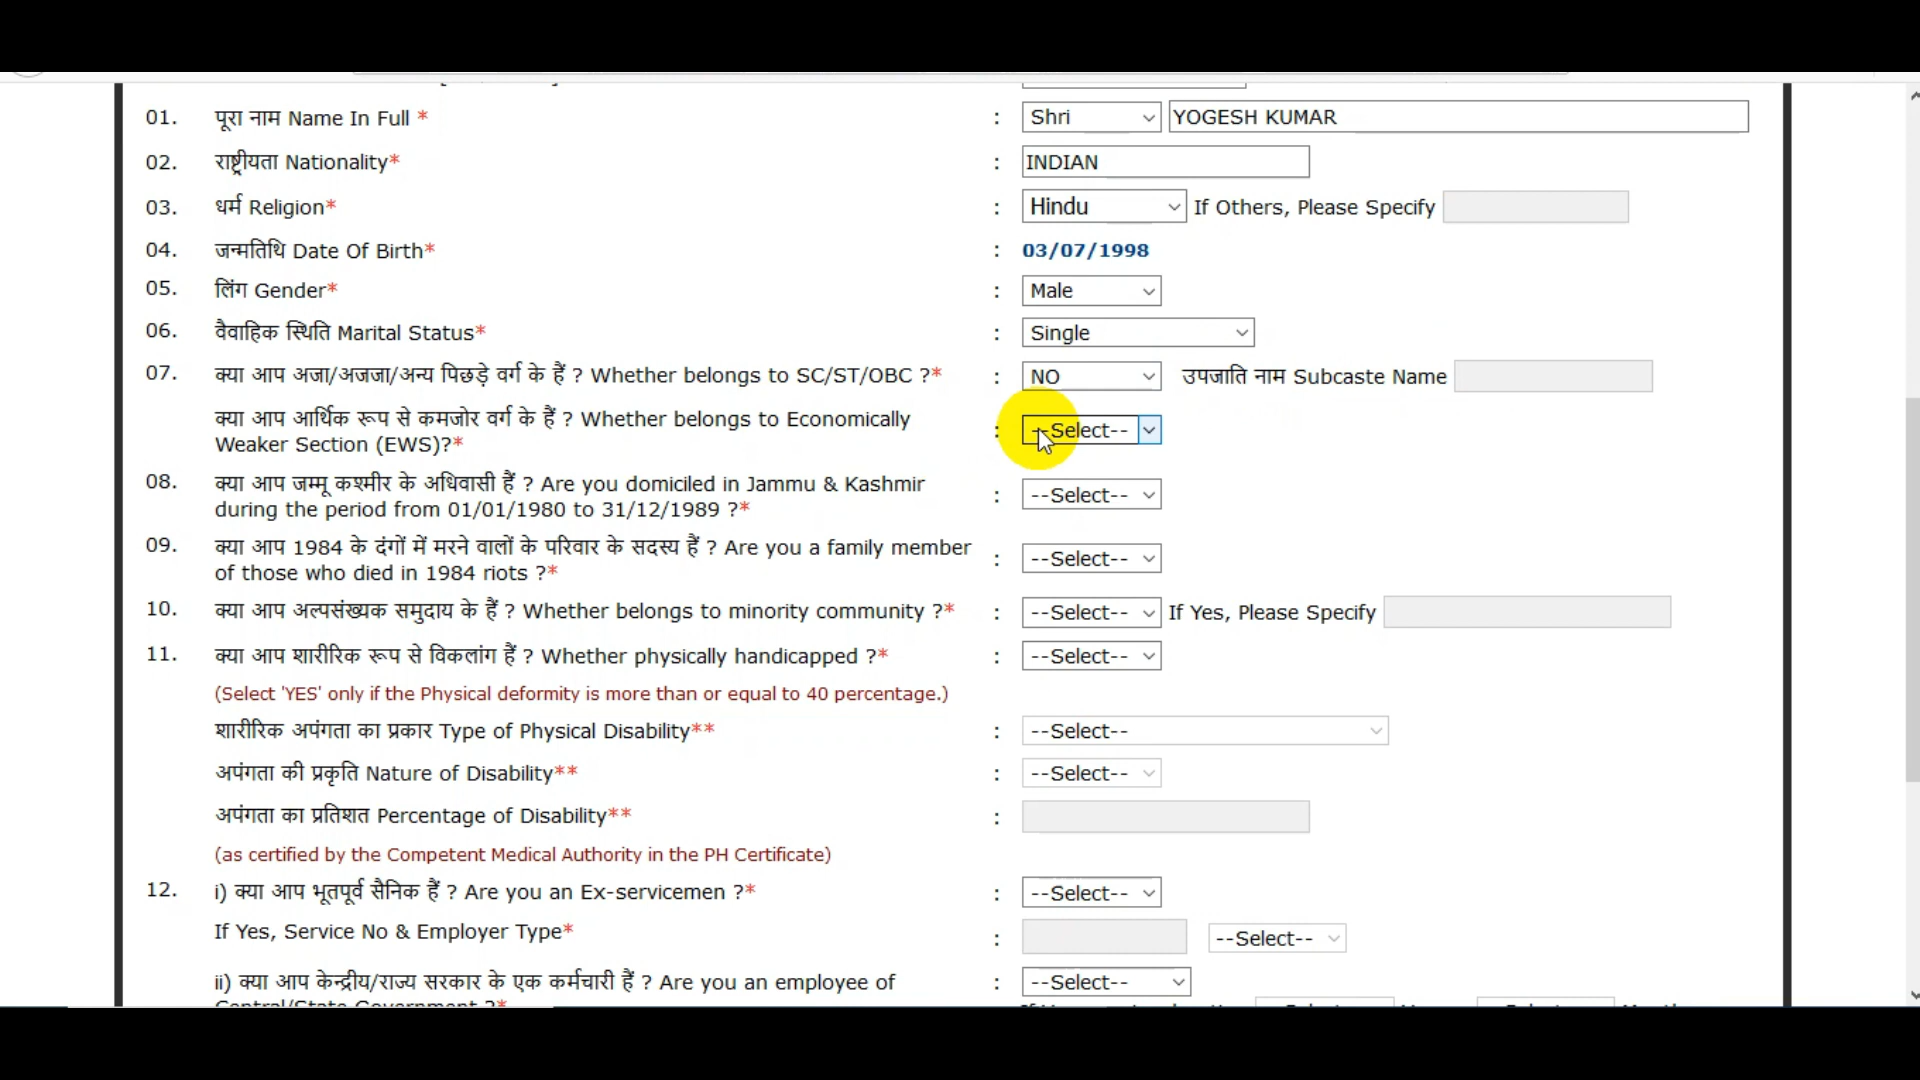 01. पूरा नाम Name In Full * : Shri YOGESH KUMAR
02. राष्ट्रीयता Nationality* : INDIAN
03. धर्म Religion* : Hindu If Others, Please Specify
04. जन्मतिथि Date Of Birth* : 03/07/1998
05. लिंग Gender* : Male
06. वैवाहिक स्थिति Marital Status* : Single
07. क्या आप अजा/अजजा/अन्य पिछड़े वर्ग के हैं ? Whether belongs to SC/ST/OBC ?* : NO उपजाति नाम Subcaste Name
क्या आप आर्थिक रूप से कमजोर वर्ग के हैं ? Whether belongs to Economically
Weaker Section (EWS)?* : --Select--
08. क्या आप जम्मू कश्मीर के अधिवासी हैं ? Are you domiciled in Jammu & Kashmir
during the period from 01/01/1980 to 31/12/1989 ?* : --Select--
09. क्या आप 1984 के दंगों में मरने वालों के परिवार के सदस्य हैं ? Are you a family member
of those who died in 1984 riots ?* : --Select--
10. क्या आप अल्पसंख्यक समुदाय के हैं ? Whether belongs to minority community ?* : --Select-- If Yes, Please Specify
11. क्या आप शारीरिक रूप से विकलांग हैं ? Whether physically handicapped ?* : --Select--
(Select 'YES' only if the Physical deformity is more than or equal to 40 percentage.)
शारीरिक अपंगता का प्रकार Type of Physical Disability** : --Select--
अपंगता की प्रकृति Nature of Disability** : --Select--
अपंगता का प्रतिशत Percentage of Disability** :
(as certified by the Competent Medical Authority in the PH Certificate)
12. i) क्या आप भूतपूर्व सैनिक हैं ? Are you an Ex-servicemen ?* : --Select--
If Yes, Service No & Employer Type* : --Select--
ii) क्या आप केन्द्रीय/राज्य सरकार के एक कर्मचारी हैं ? Are you an employee of : --Select--
Central/State Government ?*